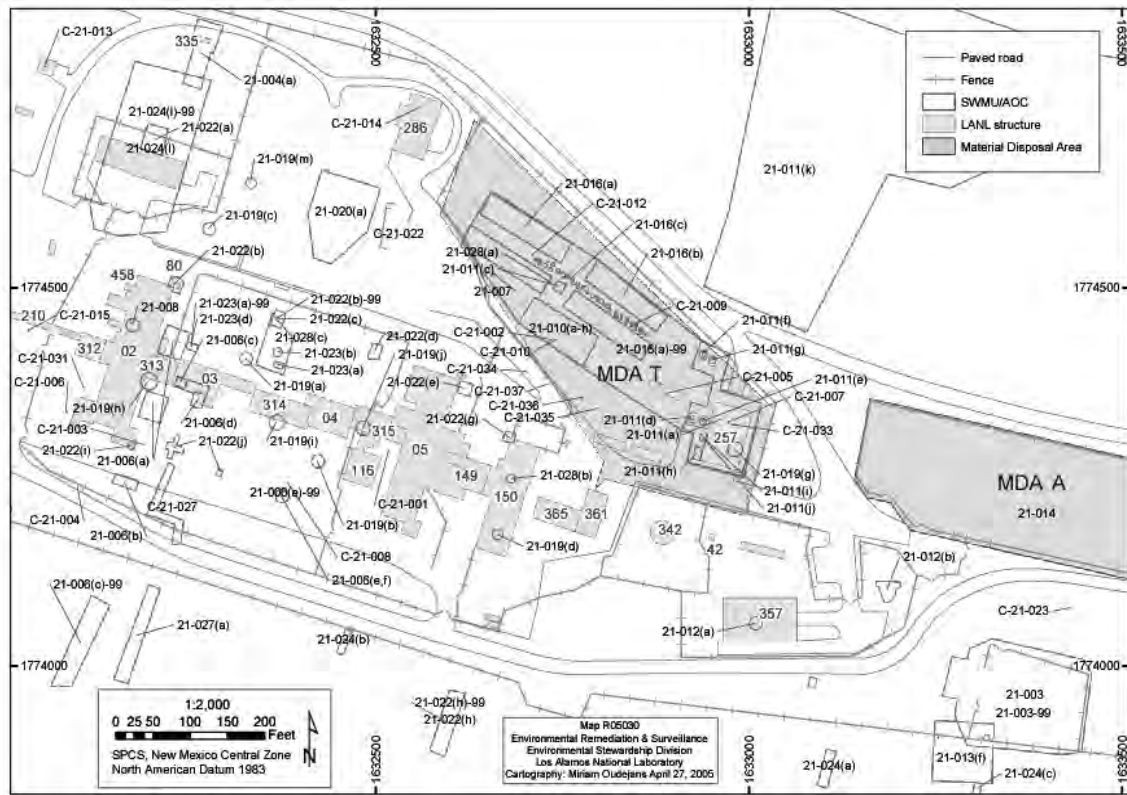 1632500
1633000
1633500
C-21-013
335
21-004(a)
21-024(i)-99
21-022(a)
21-024(i)
C-21-014
286
21-019(m)
21-020(a)
21-019(c)
C-21-022
Paved road
Fence
SWMU/AOC
LANL structure
Material Disposal Area
21-011(k)
21-016(a)
C-21-012
21-016(c)
21-016(b)
21-028(a)
21-011(c)
21-007
C-21-009
C-21-002
21-010(a-h)
C-21-010
21-016(a)-99
C-21-034
MDA T
C-21-037
C-21-036
C-21-035
21-011(f)
21-011(g)
C-21-005
21-011(e)
C-21-007
21-011(d)
21-011(a)
C-21-033
257
21-011(h)
21-019(g)
21-011(i)
21-011(j)
1774500
1774500
458
80
21-022(b)
210
C-21-015
21-008
21-023(a)-99
21-023(d)
21-006(c)
21-022(b)-99
21-022(c)
21-028(c)
21-023(b)
21-023(a)
21-022(d)
21-019(j)
312
02
C-21-031
313
C-21-006
03
21-019(a)
21-022(e)
21-019(h)
314
04
315
21-022(g)
C-21-003
21-006(d)
21-019(i)
05
21-022(i)
21-022(j)
21-006(a)
116
149
150
21-028(b)
21-006(e)-99
C-21-001
365
361
C-21-027
C-21-004
21-019(b)
21-019(d)
21-006(b)
C-21-008
342
42
21-006(e,f)
MDA A
21-014
21-012(b)
21-006(c)-99
21-027(a)
21-024(b)
357
21-012(a)
C-21-023
1774000
1774000
21-022(h)-99
21-022(h)
21-003
21-003-99
21-013(f)
21-024(a)
21-024(c)
1:2,000
0 25 50 100 150 200
Feet
N
SPCS, New Mexico Central Zone
North American Datum 1983
Map R05030
Environmental Remediation & Surveillance
Environmental Stewardship Division
Los Alamos National Laboratory
Cartography: Miriam Oudejans April 27, 2005
1632500
1633000
1633500